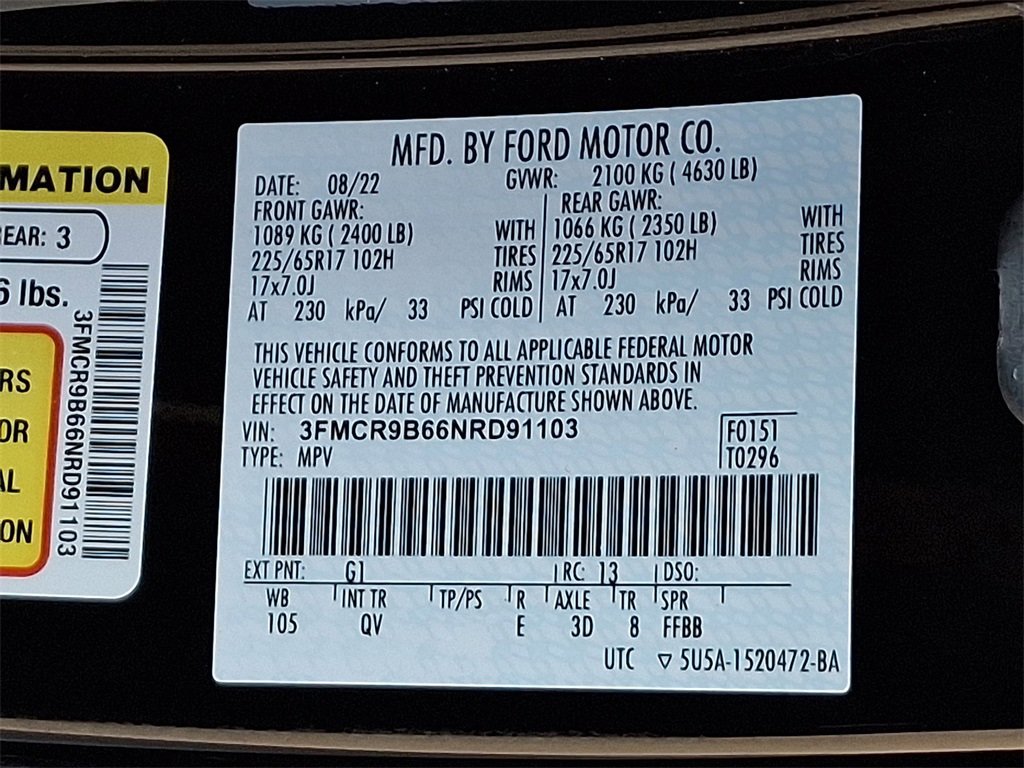 MATION
EAR: 3
6 lbs.
3FMCR9B66NRD91103
RS
OR
AL
ON
MFD. BY FORD MOTOR CO.
DATE: 08/22 GVWR: 2100 KG ( 4630 LB)
FRONT GAWR: REAR GAWR:
1089 KG ( 2400 LB) WITH 1066 KG ( 2350 LB) WITH
225/65R17 102H TIRES 225/65R17 102H TIRES
17x7.0J RIMS 17x7.0J RIMS
AT 230 kPa/ 33 PSI COLD AT 230 kPa/ 33 PSI COLD
THIS VEHICLE CONFORMS TO ALL APPLICABLE FEDERAL MOTOR
VEHICLE SAFETY AND THEFT PREVENTION STANDARDS IN
EFFECT ON THE DATE OF MANUFACTURE SHOWN ABOVE.
VIN: 3FMCR9B66NRD91103 F0151
TYPE: MPV T0296
EXT PNT: G1 RC: 13 DSO:
WB INT TR TP/PS R AXLE TR SPR
105 QV E 3D 8 FFBB
UTC ▽ 5U5A-1520472-BA